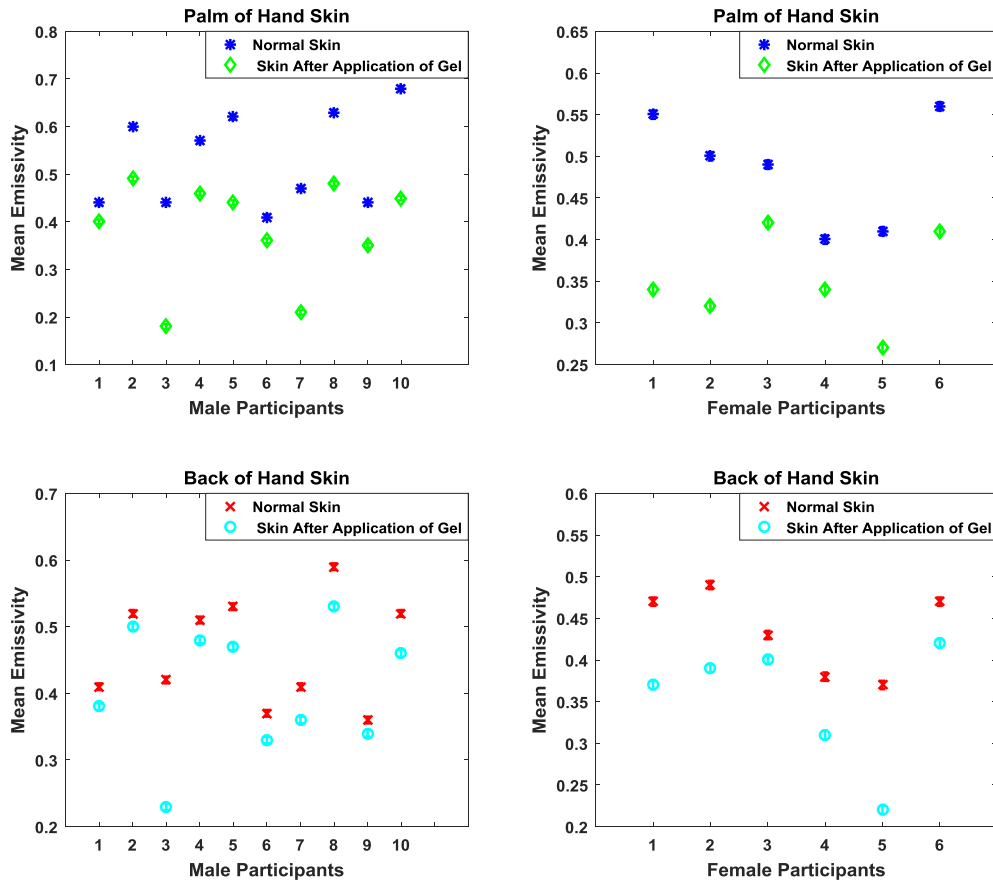 Palm of Hand Skin
0.8
0.7
0.6
0.5
0.4
0.3
0.2
0.1
Mean Emissivity
Normal Skin
Skin After Application of Gel
1 2 3 4 5 6 7 8 9 10
Male Participants
Palm of Hand Skin
0.65
0.6
0.55
0.5
0.45
0.4
0.35
0.3
0.25
Mean Emissivity
Normal Skin
Skin After Application of Gel
1 2 3 4 5 6
Female Participants
Back of Hand Skin
0.7
0.6
0.5
0.4
0.3
0.2
Mean Emissivity
Normal Skin
Skin After Application of Gel
1 2 3 4 5 6 7 8 9 10
Male Participants
Back of Hand Skin
0.6
0.55
0.5
0.45
0.4
0.35
0.3
0.25
0.2
Mean Emissivity
Normal Skin
Skin After Application of Gel
1 2 3 4 5 6
Female Participants